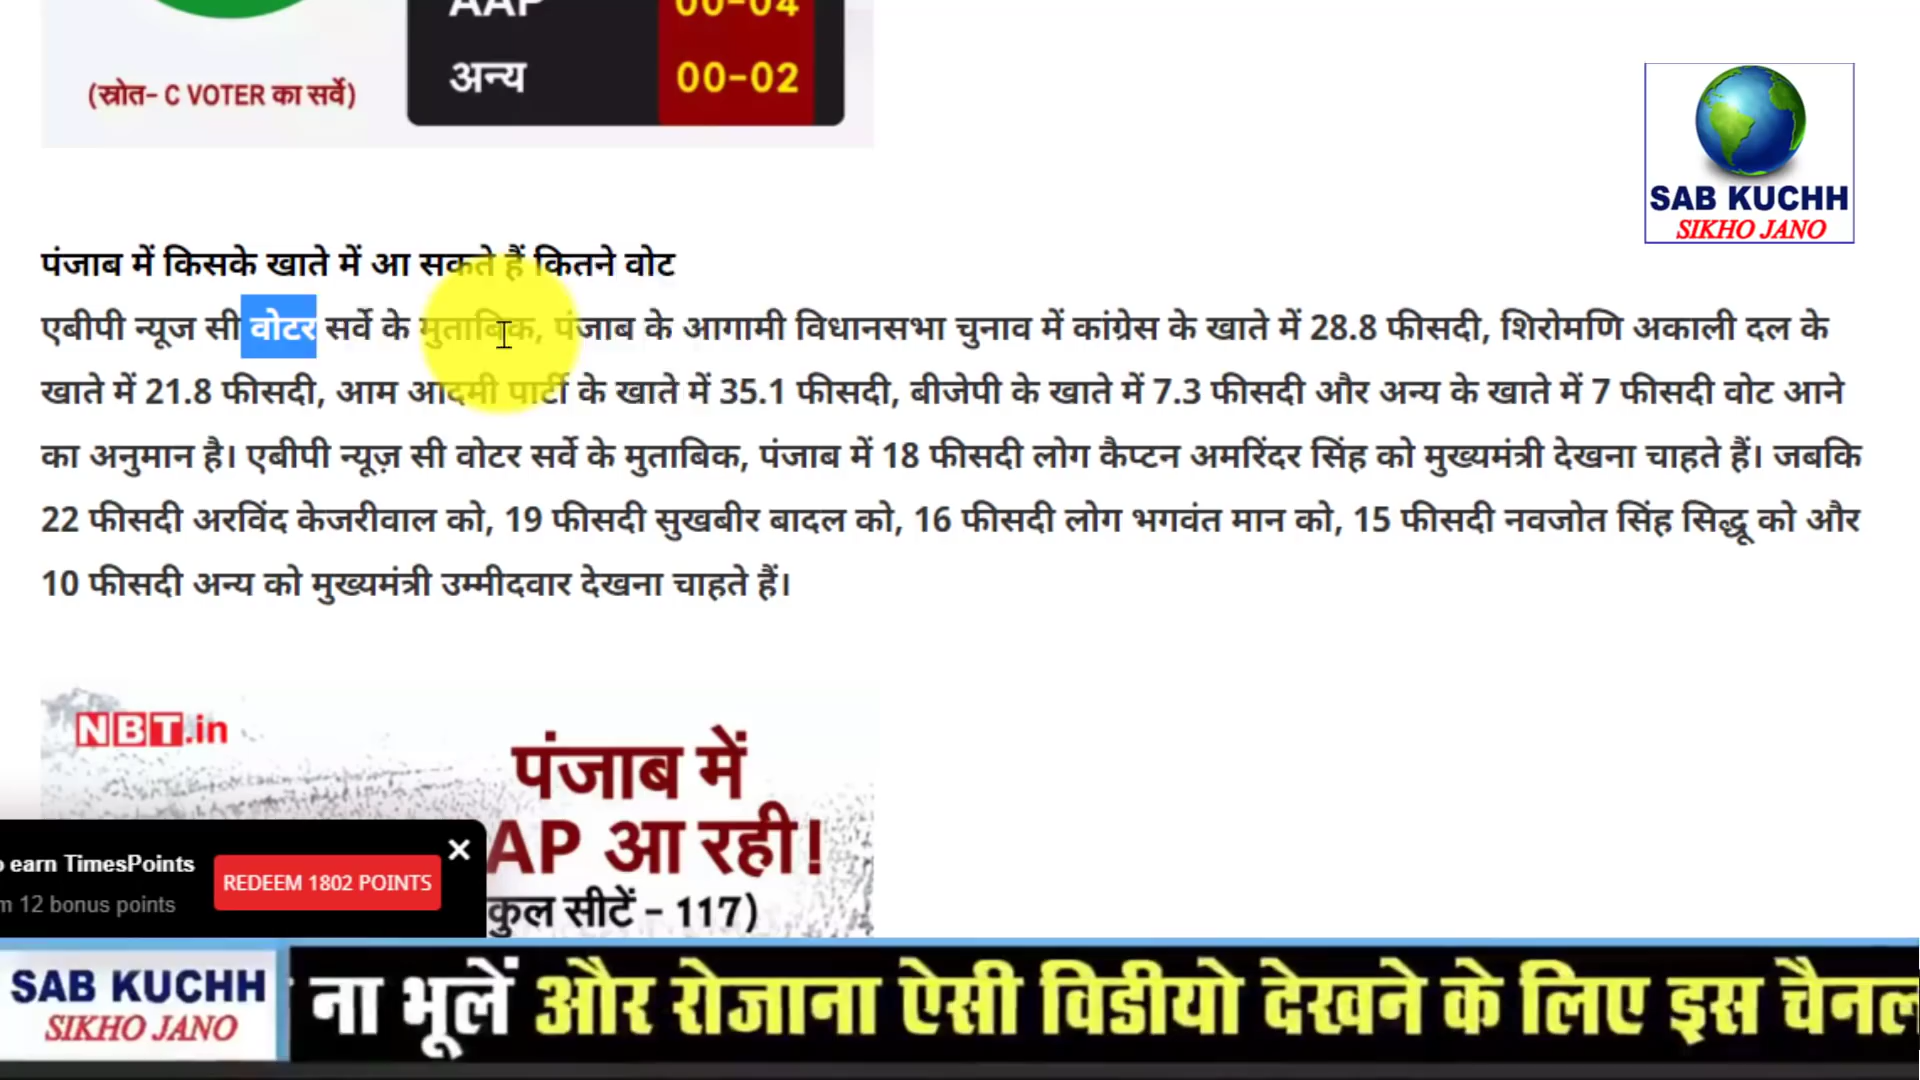 AAP 00-04
अन्य 00-02
(स्रोत- C VOTER का सर्वे)
SAB KUCHH
SIKHO JANO
पंजाब में किसके खाते में आ सकते हैं कितने वोट
एबीपी न्यूज सी वोटर सर्वे के मुताबिक, पंजाब के आगामी विधानसभा चुनाव में कांग्रेस के खाते में 28.8 फीसदी, शिरोमणि अकाली दल के
खाते में 21.8 फीसदी, आम आदमी पार्टी के खाते में 35.1 फीसदी, बीजेपी के खाते में 7.3 फीसदी और अन्य के खाते में 7 फीसदी वोट आने
का अनुमान है। एबीपी न्यूज़ सी वोटर सर्वे के मुताबिक, पंजाब में 18 फीसदी लोग कैप्टन अमरिंदर सिंह को मुख्यमंत्री देखना चाहते हैं। जबकि
22 फीसदी अरविंद केजरीवाल को, 19 फीसदी सुखबीर बादल को, 16 फीसदी लोग भगवंत मान को, 15 फीसदी नवजोत सिंह सिद्धू को और
10 फीसदी अन्य को मुख्यमंत्री उम्मीदवार देखना चाहते हैं।
NBT.in
पंजाब में
AP आ रही!
कुल सीटें - 117)
earn TimesPoints
12 bonus points
REDEEM 1802 POINTS
SAB KUCHH
SIKHO JANO
ना भूलें और रोजाना ऐसी विडीयो देखने के लिए इस चैनल